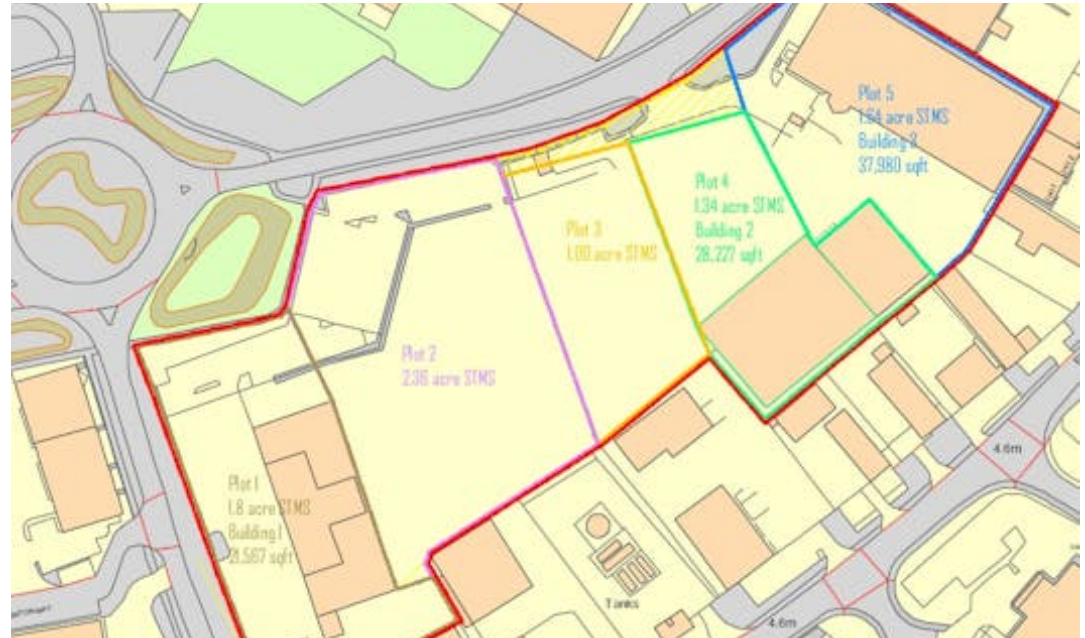 Plot 5
1.64 acre STMS
Building 3
37,980 sqft
Plot 4
1.34 acre STMS
Building 2
28,227 sqft
Plot 3
1.00 acre STMS
Plot 2
2.36 acre STMS
Plot 1
1.8 acre STMS
Building 1
21,567 sqft
4.6m
Tanks
4.6m